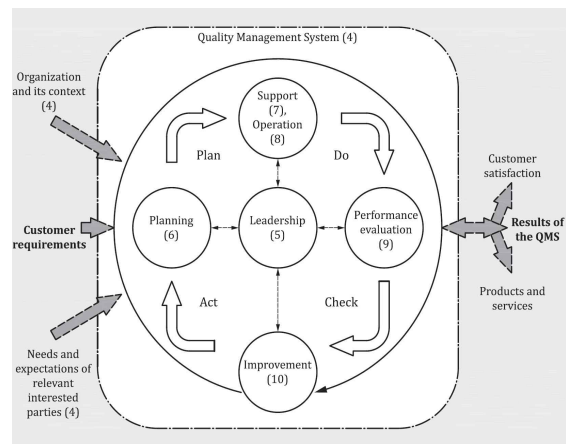 Quality Management System (4)
Organization
and its context
(4)
Support
(7),
Operation
(8)
Plan
Do
Customer
satisfaction
Customer
requirements
Planning
(6)
Leadership
(5)
Performance
evaluation
(9)
Results of
the QMS
Act
Check
Products and
services
Needs and
expectations of
relevant
interested
parties (4)
Improvement
(10)